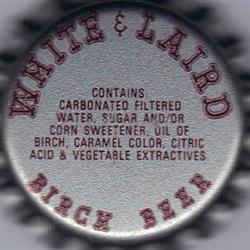 WHITE & LAIRD
CONTAINS:
CARBONATED FILTERED
WATER, SUGAR AND/OR
CORN SWEETENER, OIL OF
BIRCH, CARAMEL COLOR, CITRIC
ACID & VEGETABLE EXTRACTIVES
BIRCH BEER